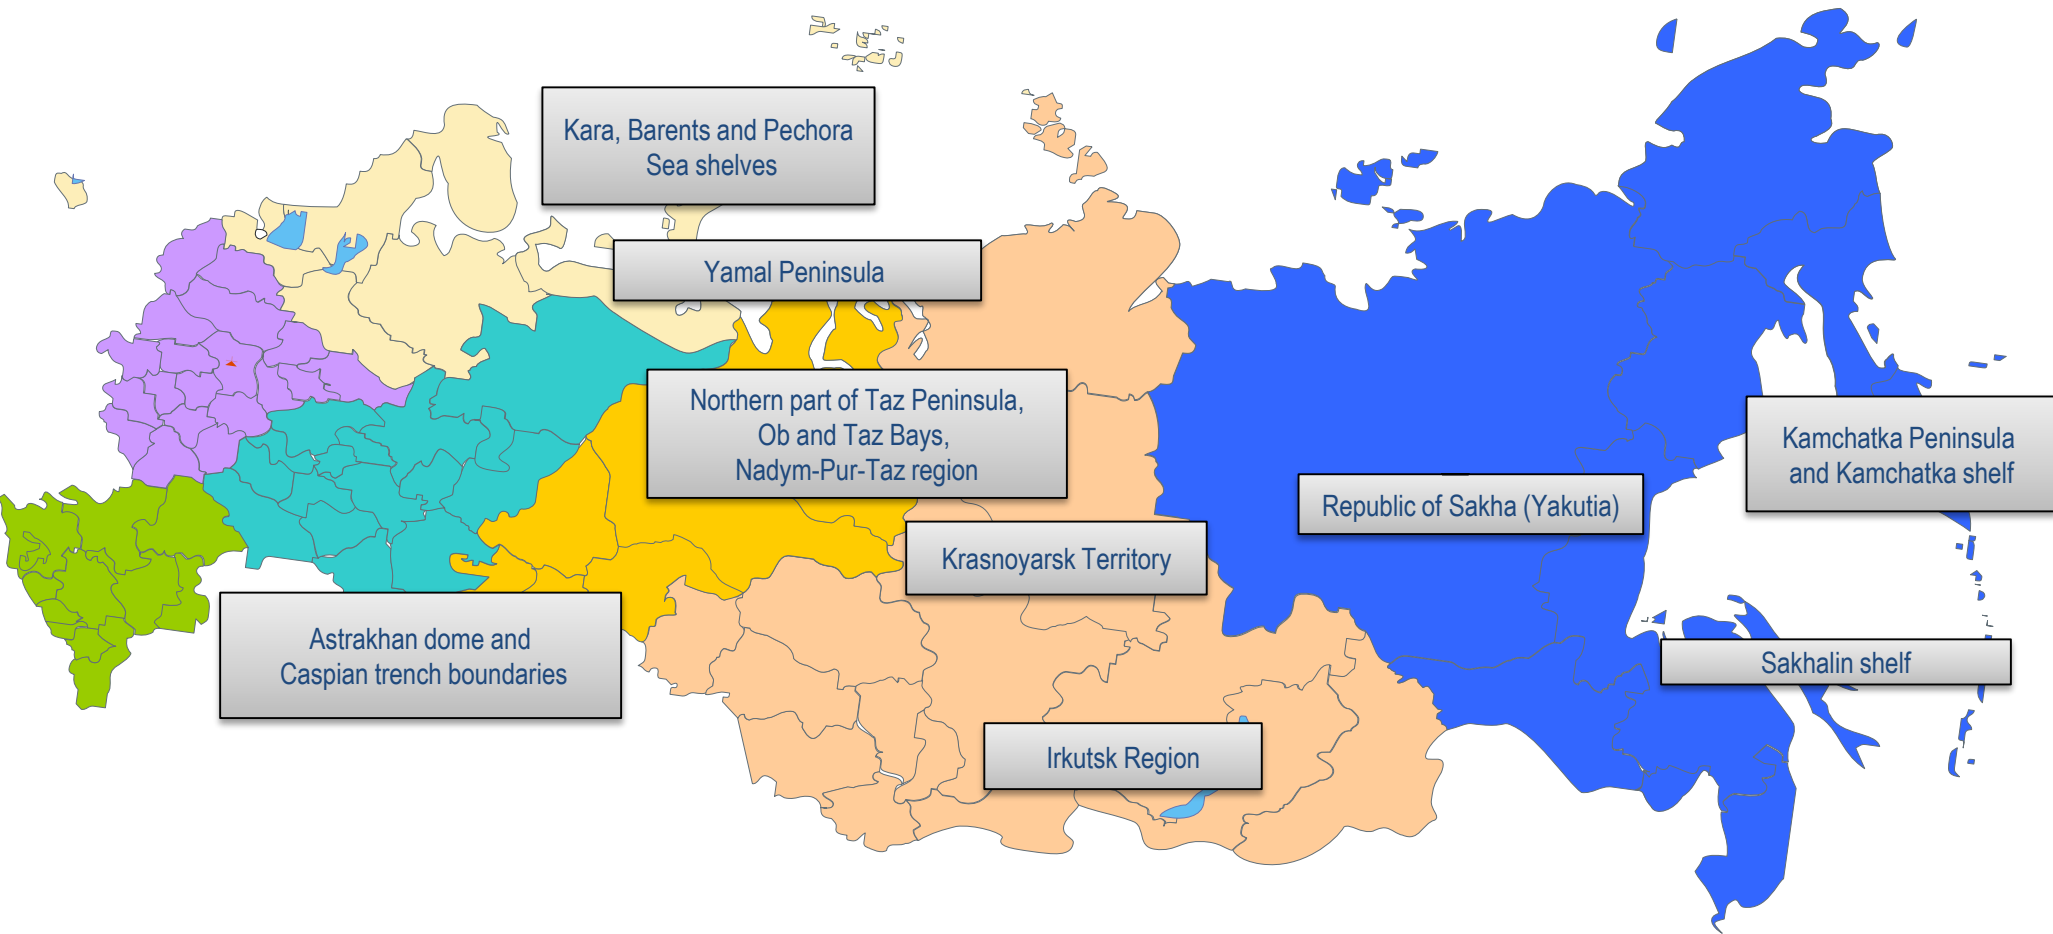 Kara, Barents and Pechora
Sea shelves
Yamal Peninsula
Northern part of Taz Peninsula,
Ob and Taz Bays,
Nadym-Pur-Taz region
Kamchatka Peninsula
and Kamchatka shelf
Republic of Sakha (Yakutia)
Krasnoyarsk Territory
Astrakhan dome and
Caspian trench boundaries
Sakhalin shelf
Irkutsk Region